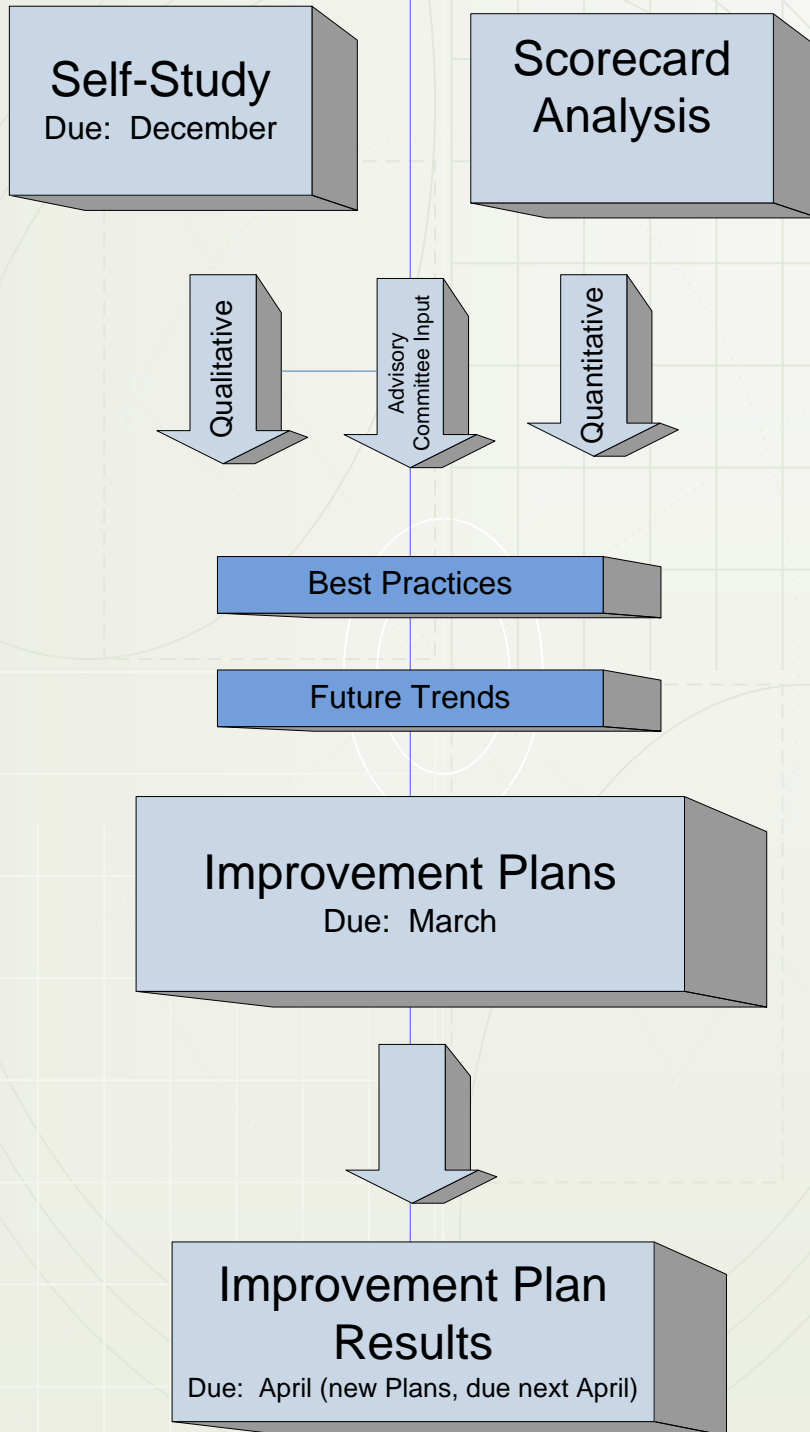 Self-Study
Due: December
Scorecard
Analysis
Qualitative
Advisory
Committee Input
Quantitative
Best Practices
Future Trends
Improvement Plans
Due: March
Improvement Plan
Results
Due: April (new Plans, due next April)